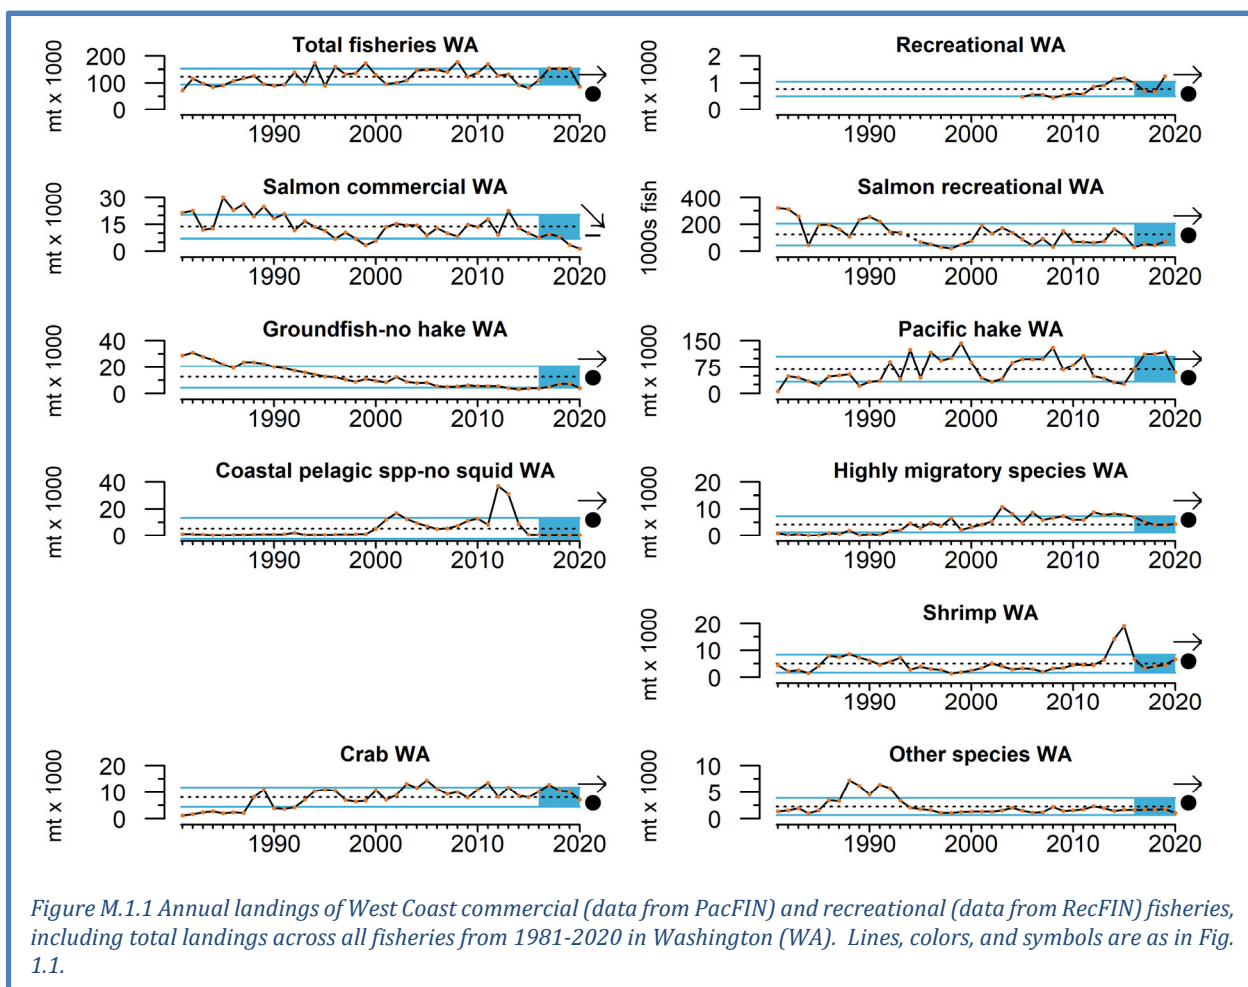 Total fisheries WA
mt x 1000
200
100
0
1990 2000 2010 2020
Recreational WA
mt x 1000
2
1
0
1990 2000 2010 2020
Salmon commercial WA
mt x 1000
30
15
0
1990 2000 2010 2020
Salmon recreational WA
1000s fish
400
200
0
1990 2000 2010 2020
Groundfish-no hake WA
mt x 1000
40
20
0
1990 2000 2010 2020
Pacific hake WA
mt x 1000
150
75
0
1990 2000 2010 2020
Coastal pelagic spp-no squid WA
mt x 1000
40
20
0
1990 2000 2010 2020
Highly migratory species WA
mt x 1000
20
10
0
1990 2000 2010 2020
Shrimp WA
mt x 1000
20
10
0
1990 2000 2010 2020
Crab WA
mt x 1000
20
10
0
1990 2000 2010 2020
Other species WA
mt x 1000
10
5
0
1990 2000 2010 2020
Figure M.1.1 Annual landings of West Coast commercial (data from PacFIN) and recreational (data from RecFIN) fisheries,
including total landings across all fisheries from 1981-2020 in Washington (WA). Lines, colors, and symbols are as in Fig.
1.1.